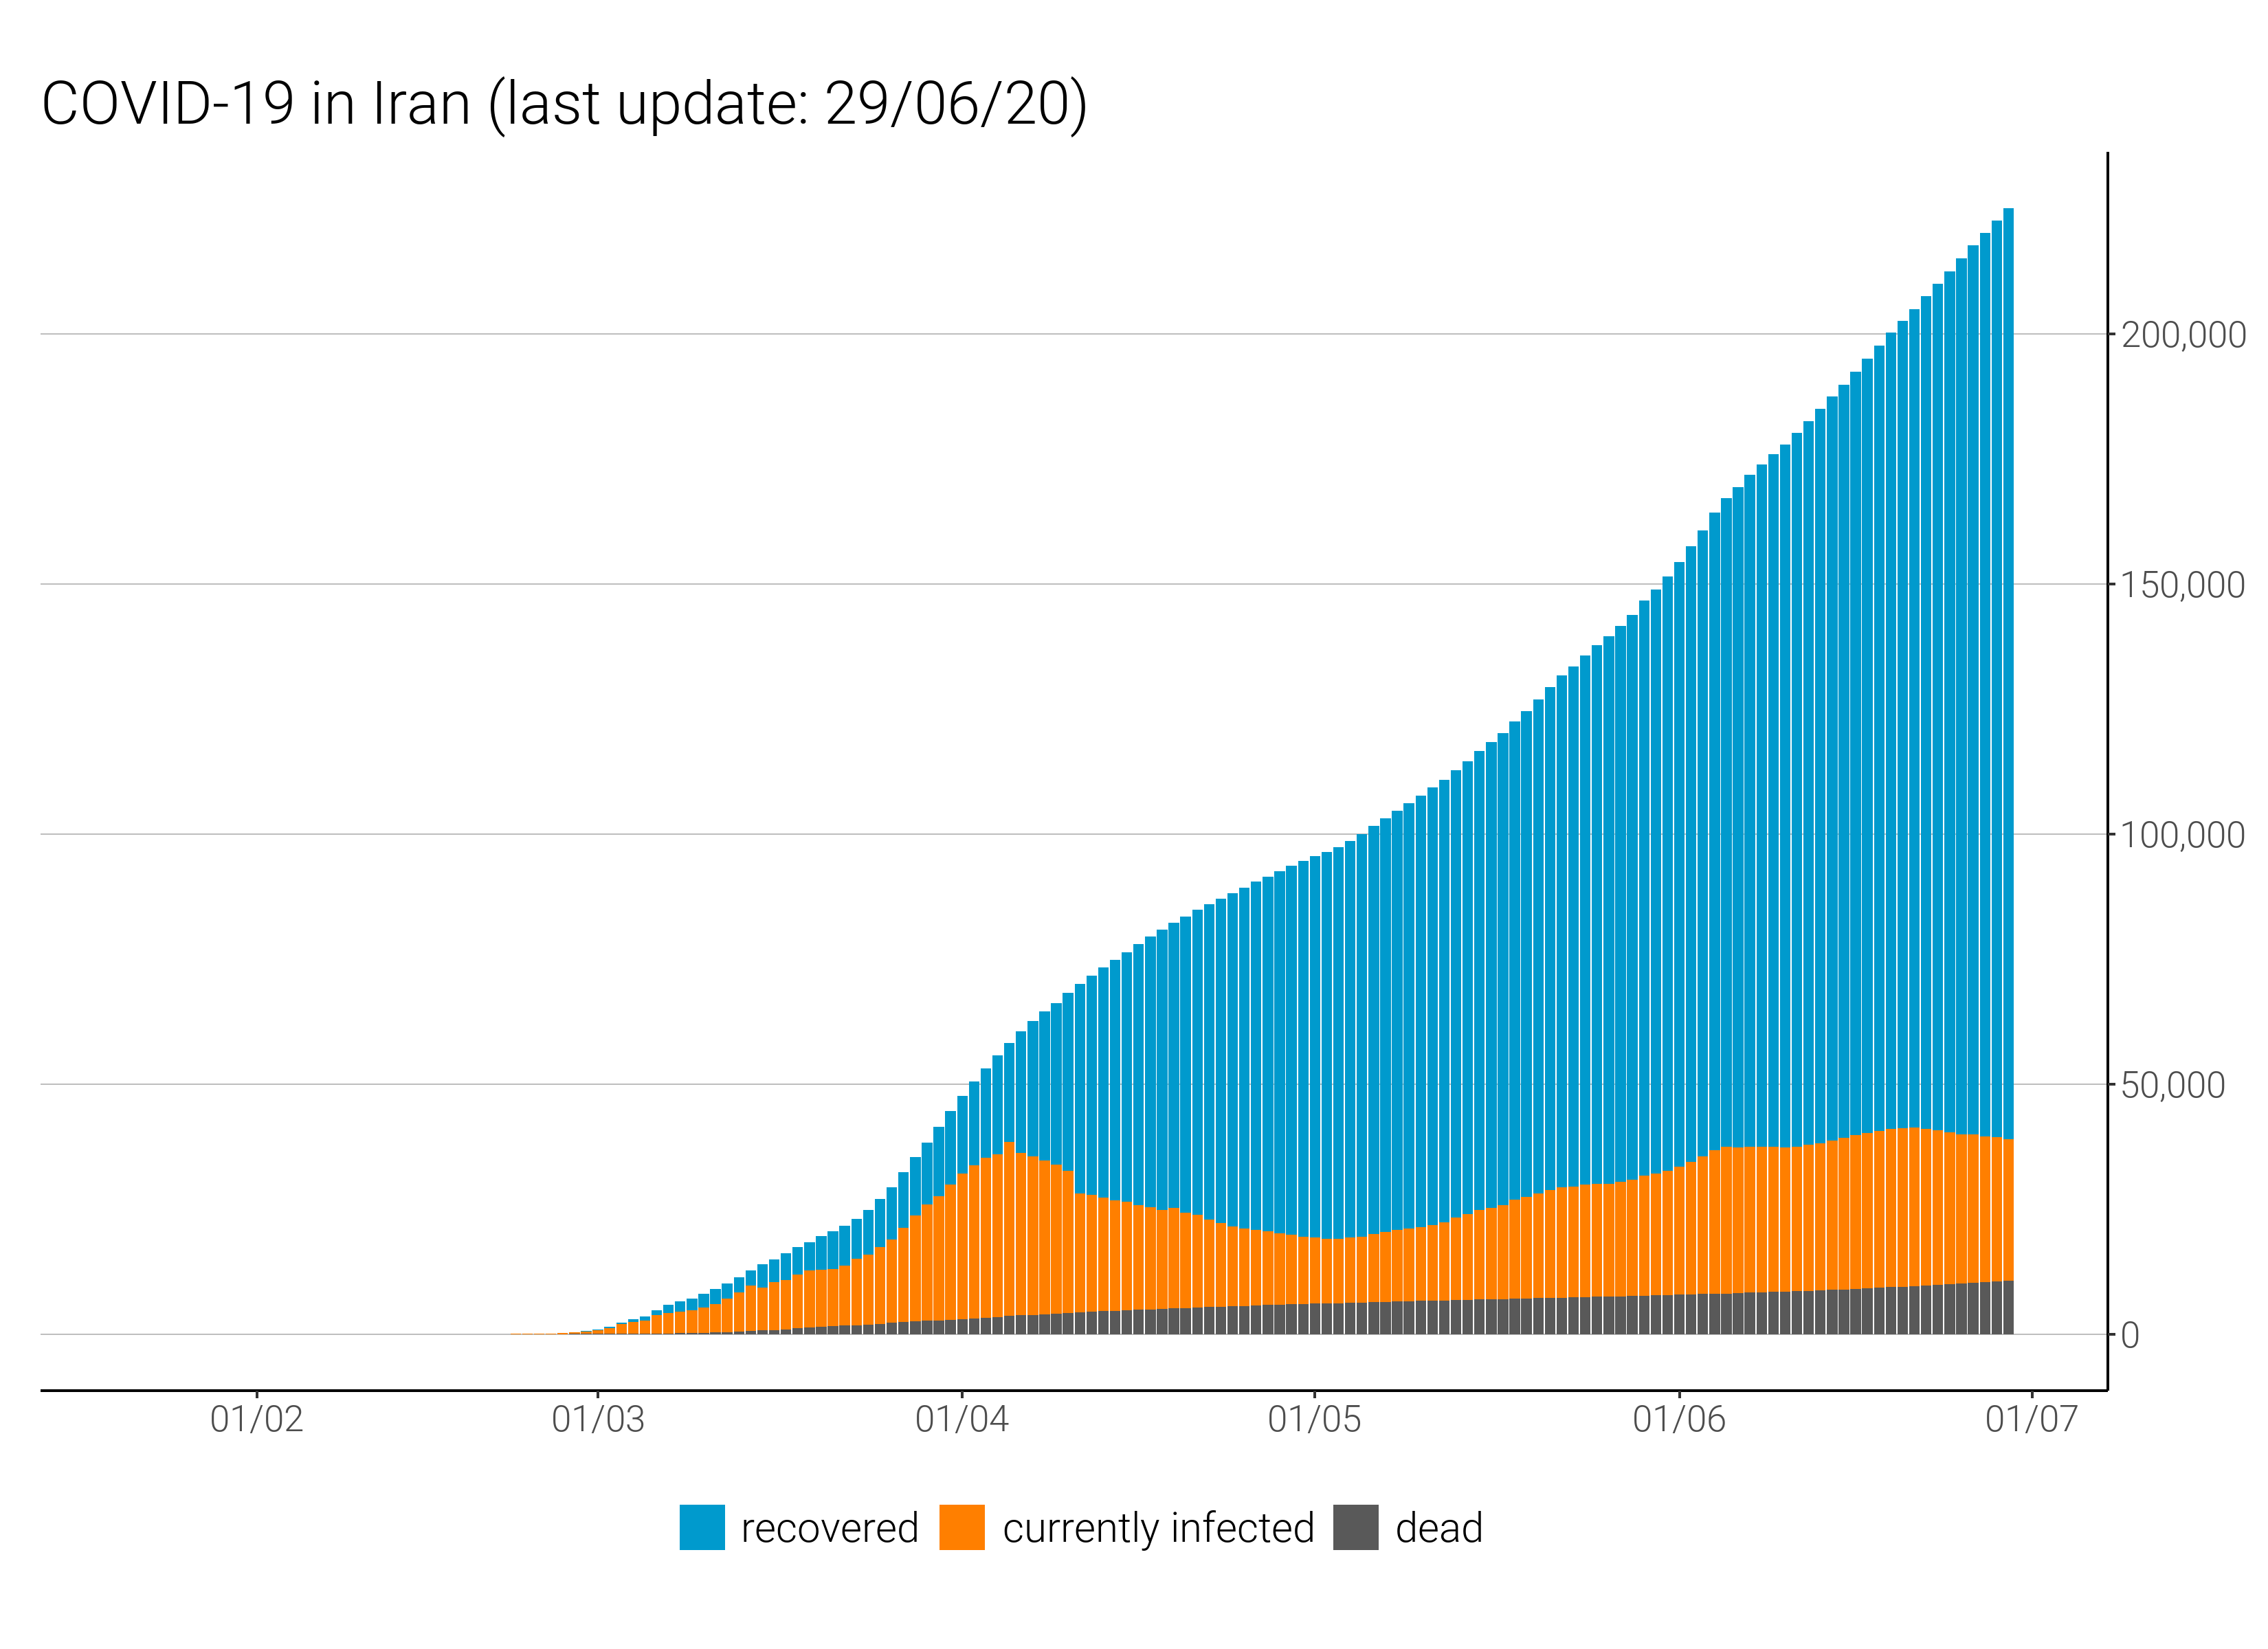 COVID-19 in Iran (last update: 29/06/20)
200,000
150,000
100,000
50,000
0
01/02 01/03 01/04 01/05 01/06 01/07
recovered currently infected dead